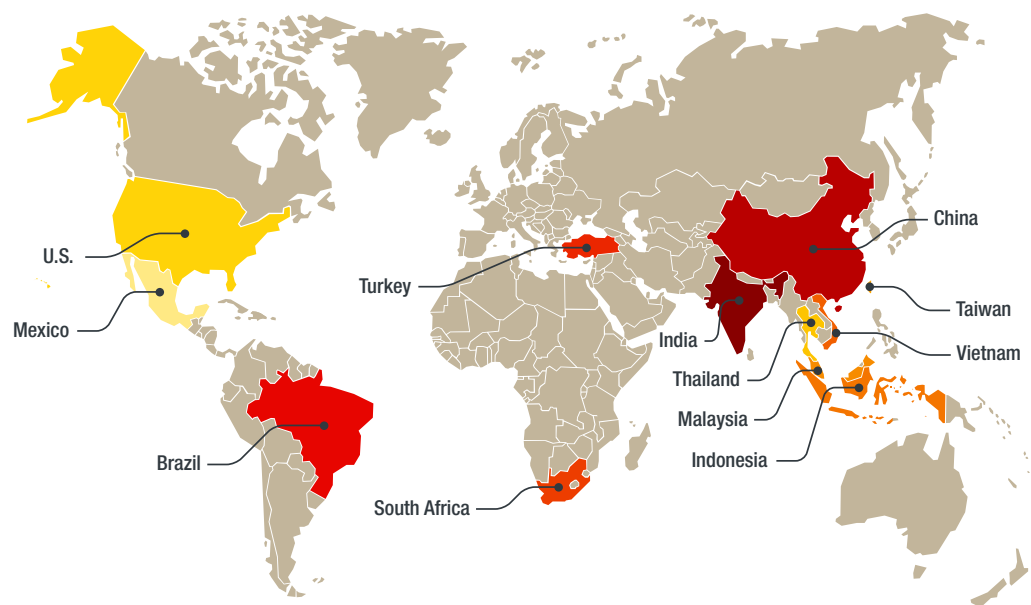 China
U.S.
Turkey
Taiwan
Mexico
India
Vietnam
Thailand
Malaysia
Brazil
Indonesia
South Africa